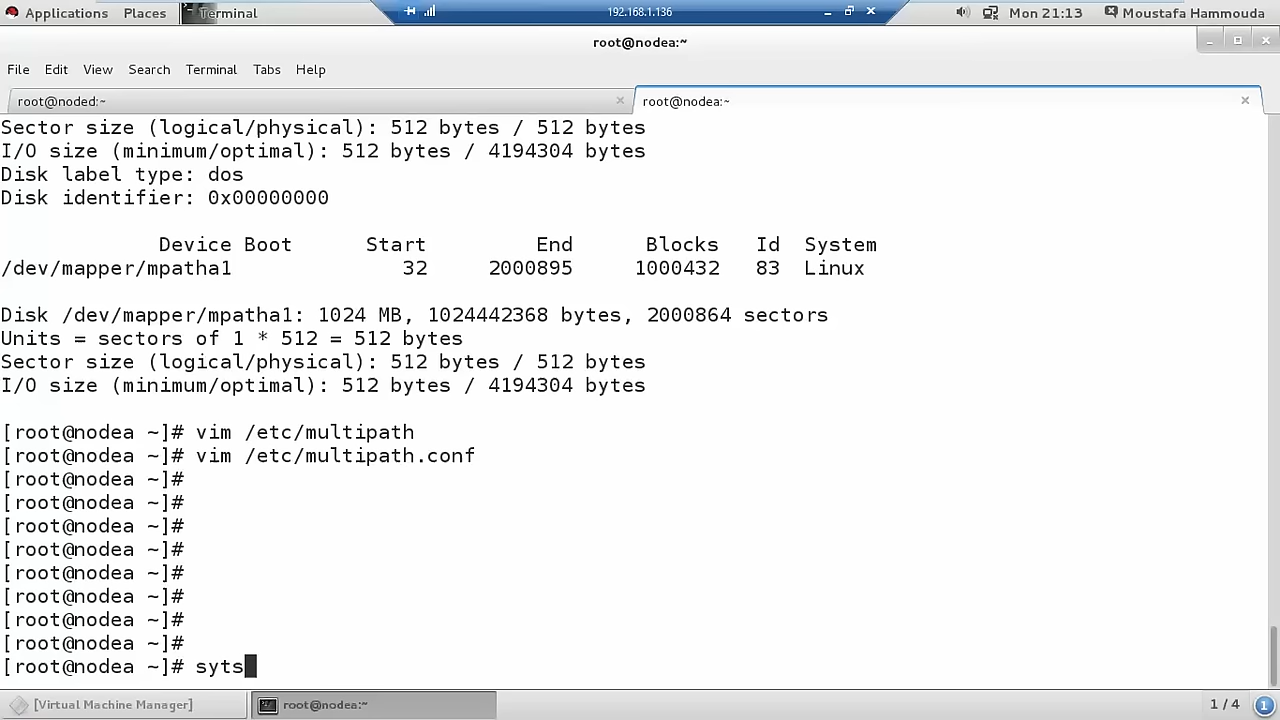 Applications Places Terminal 192.168.1.136 Mon 21:13 Moustafa Hammouda
root@nodea:~
File Edit View Search Terminal Tabs Help
root@noded:~ root@nodea:~
Sector size (logical/physical): 512 bytes / 512 bytes
I/O size (minimum/optimal): 512 bytes / 4194304 bytes
Disk label type: dos
Disk identifier: 0x00000000
Device Boot Start End Blocks Id System
/dev/mapper/mpatha1 32 2000895 1000432 83 Linux
Disk /dev/mapper/mpatha1: 1024 MB, 1024442368 bytes, 2000864 sectors
Units = sectors of 1 * 512 = 512 bytes
Sector size (logical/physical): 512 bytes / 512 bytes
I/O size (minimum/optimal): 512 bytes / 4194304 bytes
[root@nodea ~]# vim /etc/multipath
[root@nodea ~]# vim /etc/multipath.conf
[root@nodea ~]#
[root@nodea ~]#
[root@nodea ~]#
[root@nodea ~]#
[root@nodea ~]#
[root@nodea ~]#
[root@nodea ~]#
[root@nodea ~]#
[root@nodea ~]# syts
[Virtual Machine Manager] root@nodea:~ 1 / 4 1